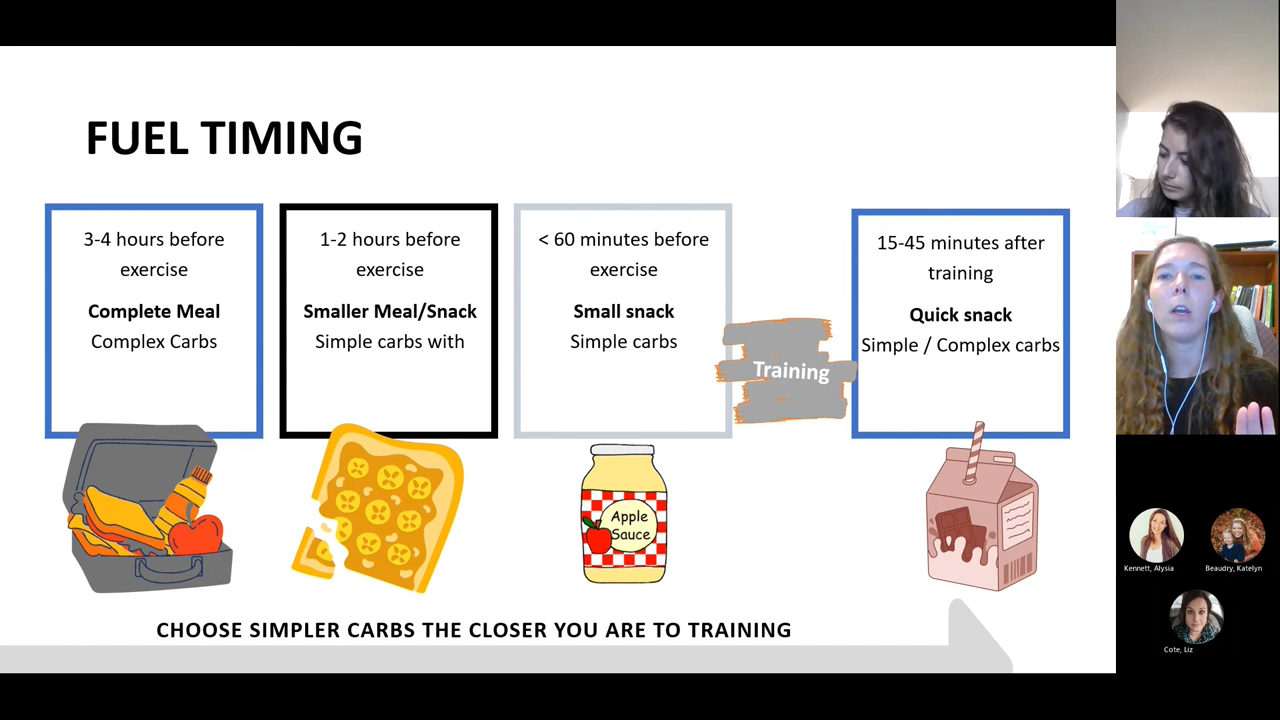 FUEL TIMING
3-4 hours before
exercise
Complete Meal
Complex Carbs
1-2 hours before
exercise
Smaller Meal/Snack
Simple carbs with
< 60 minutes before
exercise
Small snack
Simple carbs
Training
15-45 minutes after
training
Quick snack
Simple / Complex carbs
Apple
Sauce
CHOOSE SIMPLER CARBS THE CLOSER YOU ARE TO TRAINING
Kennett, Alysia
Beaudry, Katelyn
Cote, Liz